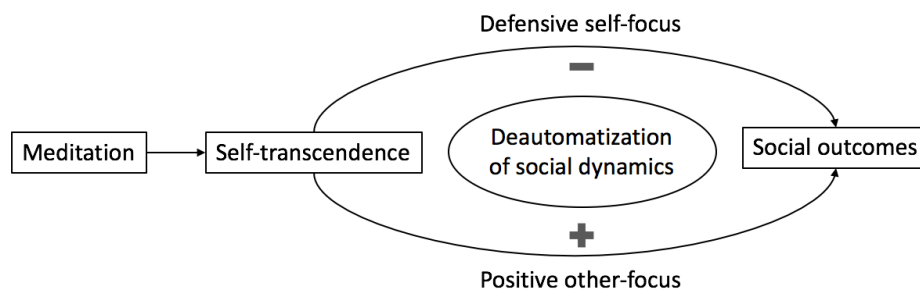 Defensive self-focus
Meditation
Self-transcendence
Deautomatization
of social dynamics
Social outcomes
Positive other-focus